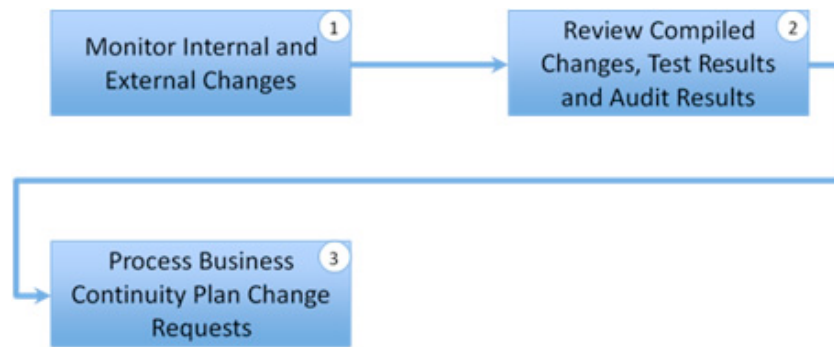 Monitor Internal and
External Changes
1
Review Compiled
Changes, Test Results
and Audit Results
2
Process Business
Continuity Plan Change
Requests
3